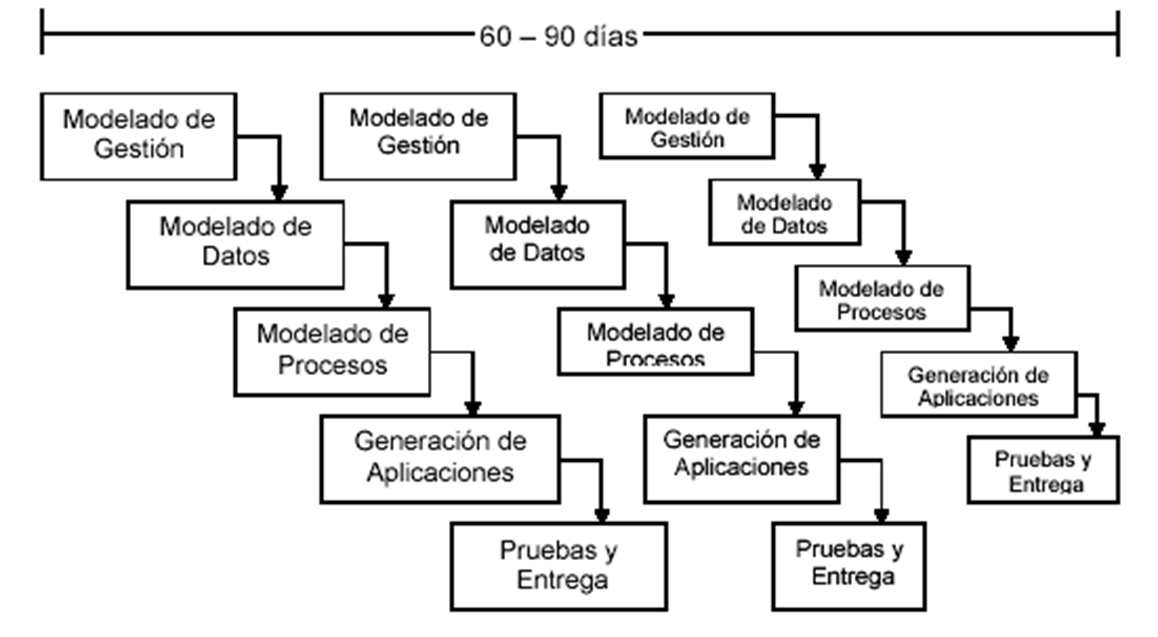 60 – 90 días
Modelado de
Gestión
Modelado de
Datos
Modelado de
Procesos
Generación de
Aplicaciones
Pruebas y
Entrega
Modelado de
Gestión
Modelado
de Datos
Modelado de
Procesos
Generación de
Aplicaciones
Pruebas y
Entrega
Modelado de
Gestión
Modelado
de Datos
Modelado de
Procesos
Generación de
Aplicaciones
Pruebas y
Entrega